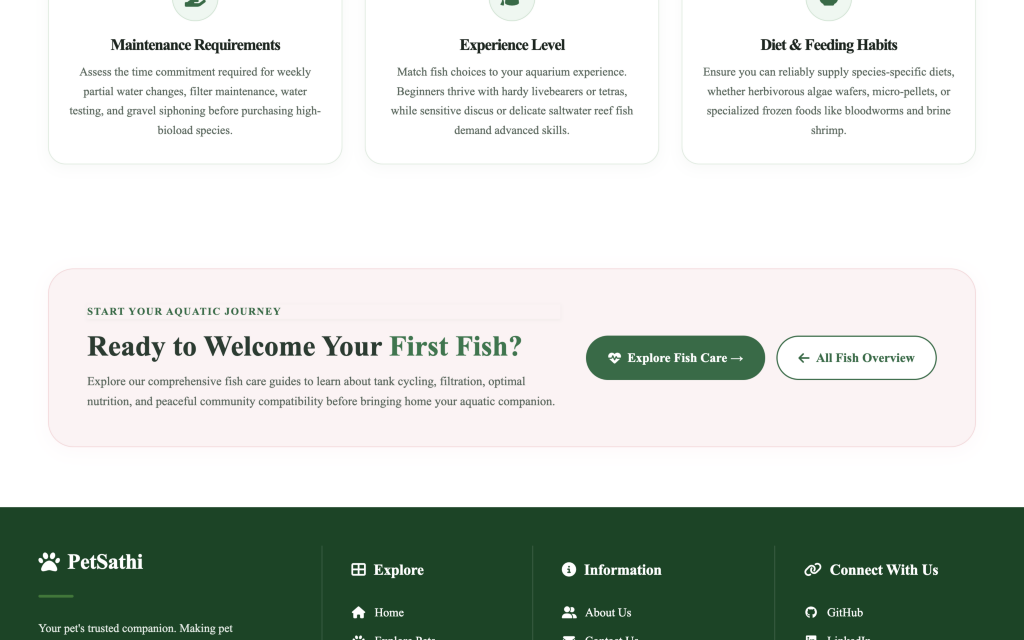 Maintenance Requirements
Assess the time commitment required for weekly
partial water changes, filter maintenance, water
testing, and gravel siphoning before purchasing high-
bioload species.
Experience Level
Match fish choices to your aquarium experience.
Beginners thrive with hardy livebearers or tetras,
while sensitive discus or delicate saltwater reef fish
demand advanced skills.
Diet & Feeding Habits
Ensure you can reliably supply species-specific diets,
whether herbivorous algae wafers, micro-pellets, or
specialized frozen foods like bloodworms and brine
shrimp.
START YOUR AQUATIC JOURNEY
Ready to Welcome Your First Fish?
Explore our comprehensive fish care guides to learn about tank cycling, filtration, optimal
nutrition, and peaceful community compatibility before bringing home your aquatic companion.
Explore Fish Care →
← All Fish Overview
PetSathi
Your pet's trusted companion. Making pet
Explore
Home
Explore Pets
Information
About Us
Contact Us
Connect With Us
GitHub
LinkedIn